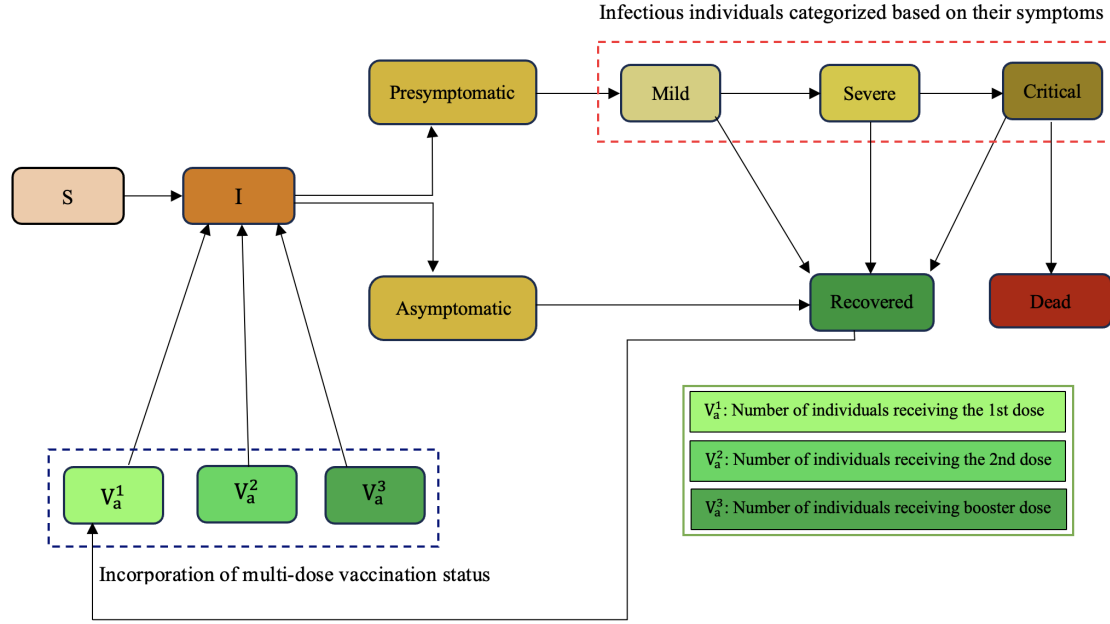 Infectious individuals categorized based on their symptoms
Presymptomatic
Mild
Severe
Critical
S
I
Asymptomatic
Recovered
Dead
V_a^1
V_a^2
V_a^3
V_a^1: Number of individuals receiving the 1st dose
V_a^2: Number of individuals receiving the 2nd dose
V_a^3: Number of individuals receiving booster dose
Incorporation of multi-dose vaccination status